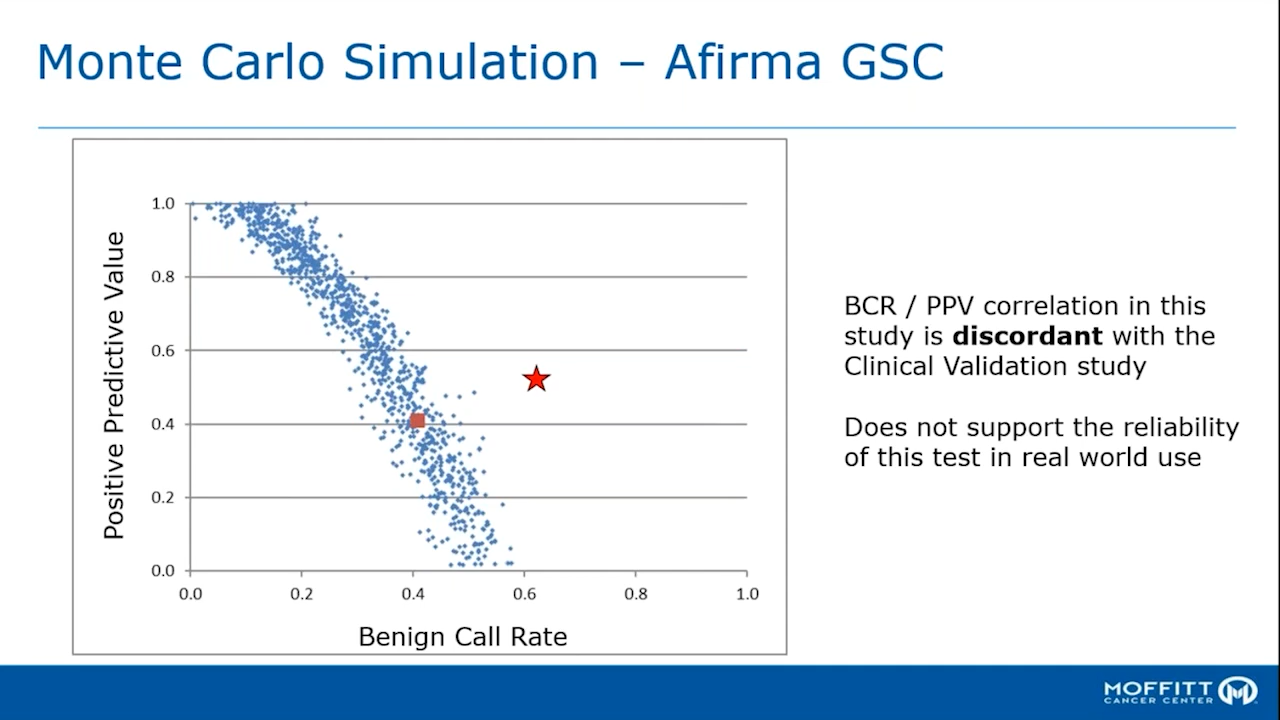 Monte Carlo Simulation – Afirma GSC
Positive Predictive Value
1.0
0.8
0.6
0.4
0.2
0.0
0.0 0.2 0.4 0.6 0.8 1.0
Benign Call Rate
BCR / PPV correlation in this
study is discordant with the
Clinical Validation study
Does not support the reliability
of this test in real world use
MOFFITT
CANCER CENTER